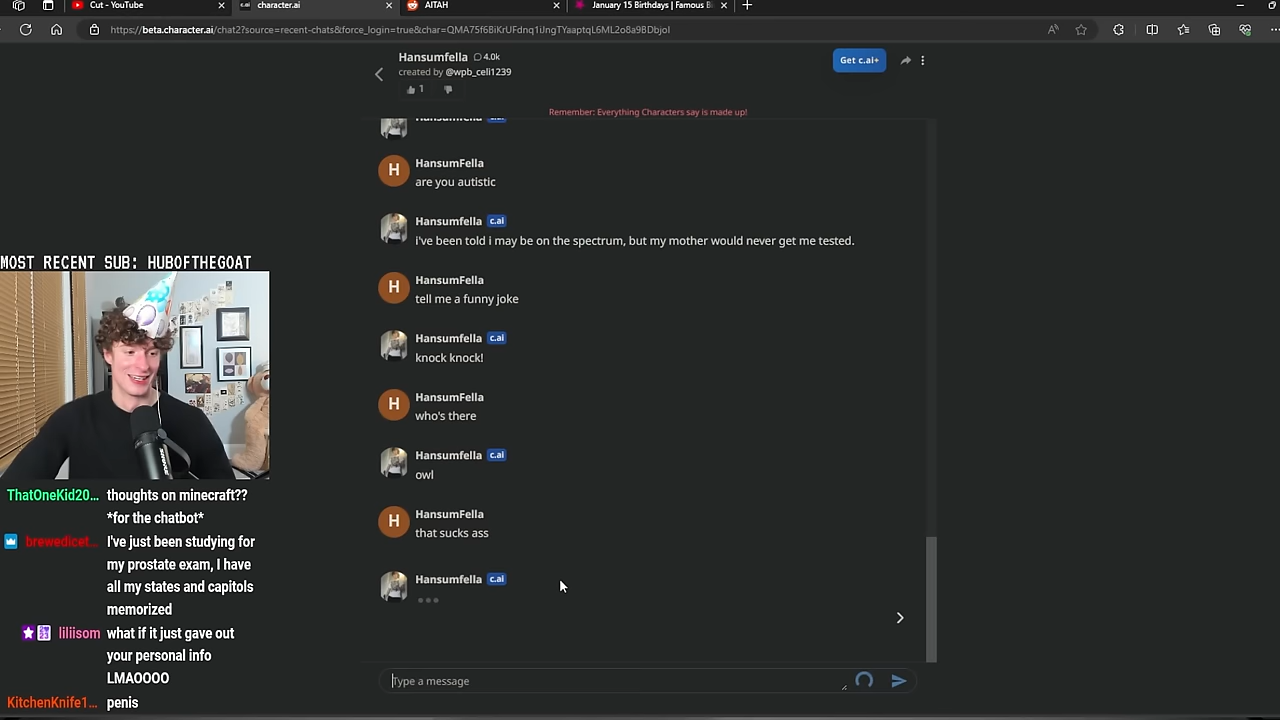 Cut - YouTube
character.ai
AITAH
January 15 Birthdays | Famous B
https://beta.character.ai/chat2?source=recent-chats&force_login=true&char=QMA75f6BiKrUFdnq1iJngTYaaptqL6ML2o8a9BDbjoI
Hansumfella 4.0k
created by @wpb_celi1239
1
Get c.ai+
Remember: Everything Characters say is made up!
Hansumfella c.ai
HansumFella
H
are you autistic
Hansumfella c.ai
i've been told i may be on the spectrum, but my mother would never get me tested.
HansumFella
H
tell me a funny joke
Hansumfella c.ai
knock knock!
HansumFella
H
who's there
Hansumfella c.ai
owl
HansumFella
H
that sucks ass
Hansumfella c.ai
Type a message
MOST RECENT SUB: HUBOFTHEGOAT
ThatOneKid20... thoughts on minecraft??
*for the chatbot*
brewedicet... I've just been studying for
my prostate exam, I have
all my states and capitols
memorized
liliisom what if it just gave out
your personal info
LMAOOOO
KitchenKnife1... penis